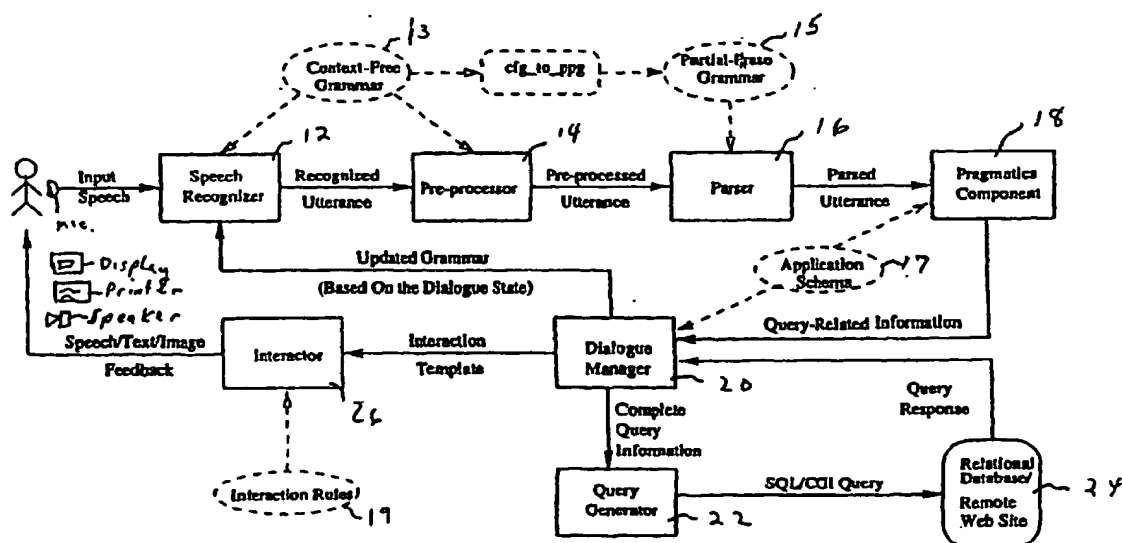 13
15
Context-Free
Grammar
cfg_to_ppg
Partial-Phrase
Grammar
12
14
16
18
Input
Speech
Speech
Recognizer
Recognized
Utterance
Pre-processor
Pre-processed
Utterance
Parser
Parsed
Utterance
Pragmatics
Component
mic.
Updated Grammar
(Based On the Dialogue State)
Application
Schema
17
Display
Printer
Speaker
Speech/Text/Image
Feedback
Interactor
Interaction
Template
Dialogue
Manager
Query-Related Information
20
26
Query
Response
Complete
Query
Information
Interaction Rules
19
Query
Generator
22
SQL/CGI Query
Relational
Database/
Remote
Web Site
24